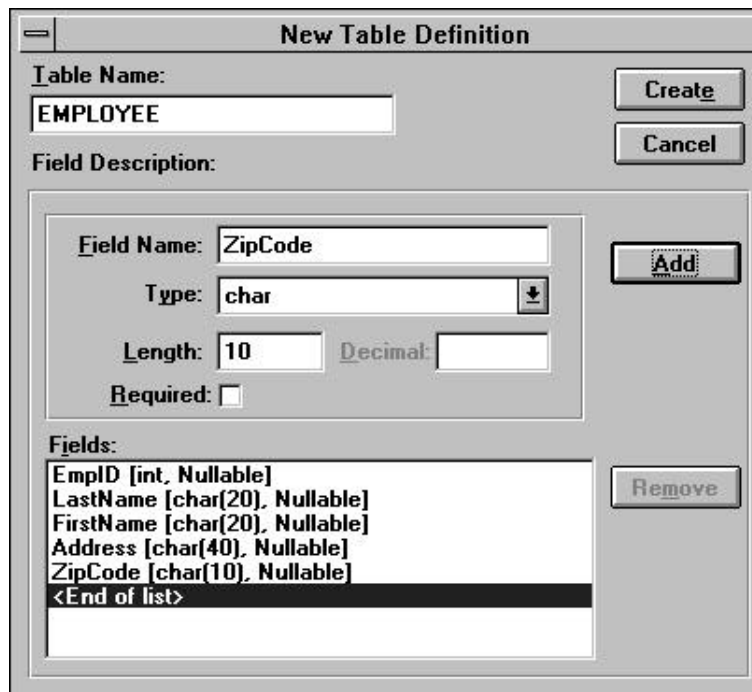 New Table Definition
Table Name:
EMPLOYEE
Create
Cancel
Field Description:
Field Name: ZipCode
Add
Type: char
Length: 10 Decimal:
Required:
Fields:
EmpID [int, Nullable]
LastName [char(20), Nullable]
FirstName [char(20), Nullable]
Address [char(40), Nullable]
ZipCode [char(10), Nullable]
<End of list>
Remove